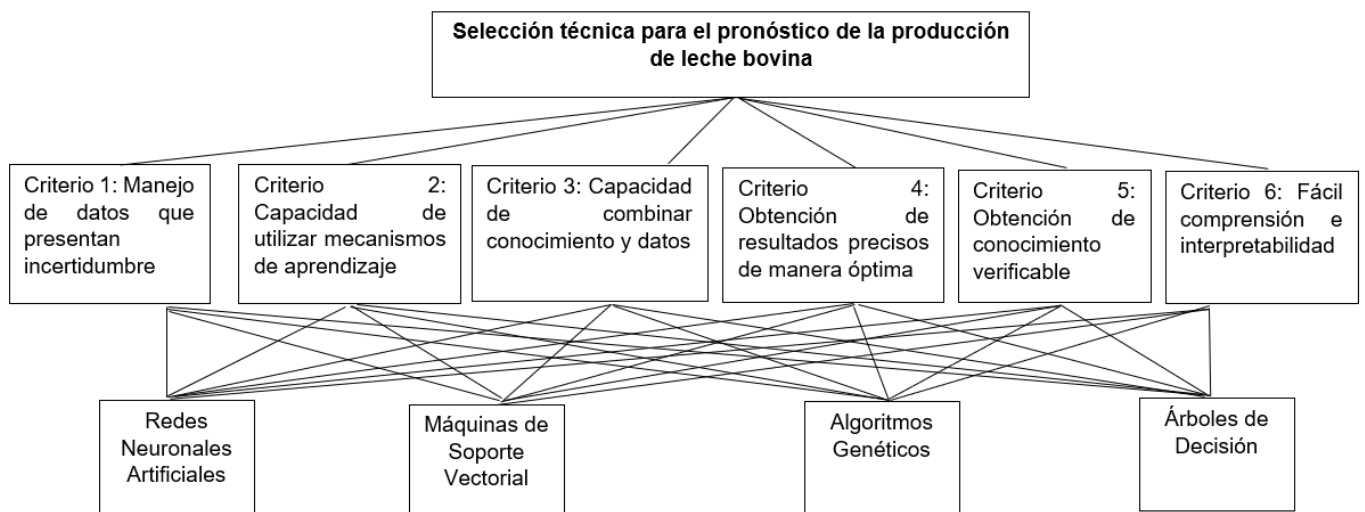 Selección técnica para el pronóstico de la producción
de leche bovina
Criterio 1: Manejo
de datos que
presentan
incertidumbre
Criterio 2:
Capacidad de
utilizar mecanismos
de aprendizaje
Criterio 3: Capacidad
de combinar
conocimiento y datos
Criterio 4:
Obtención de
resultados precisos
de manera óptima
Criterio 5:
Obtención de
conocimiento
verificable
Criterio 6: Fácil
comprensión e
interpretabilidad
Redes
Neuronales
Artificiales
Máquinas de
Soporte
Vectorial
Algoritmos
Genéticos
Árboles de
Decisión